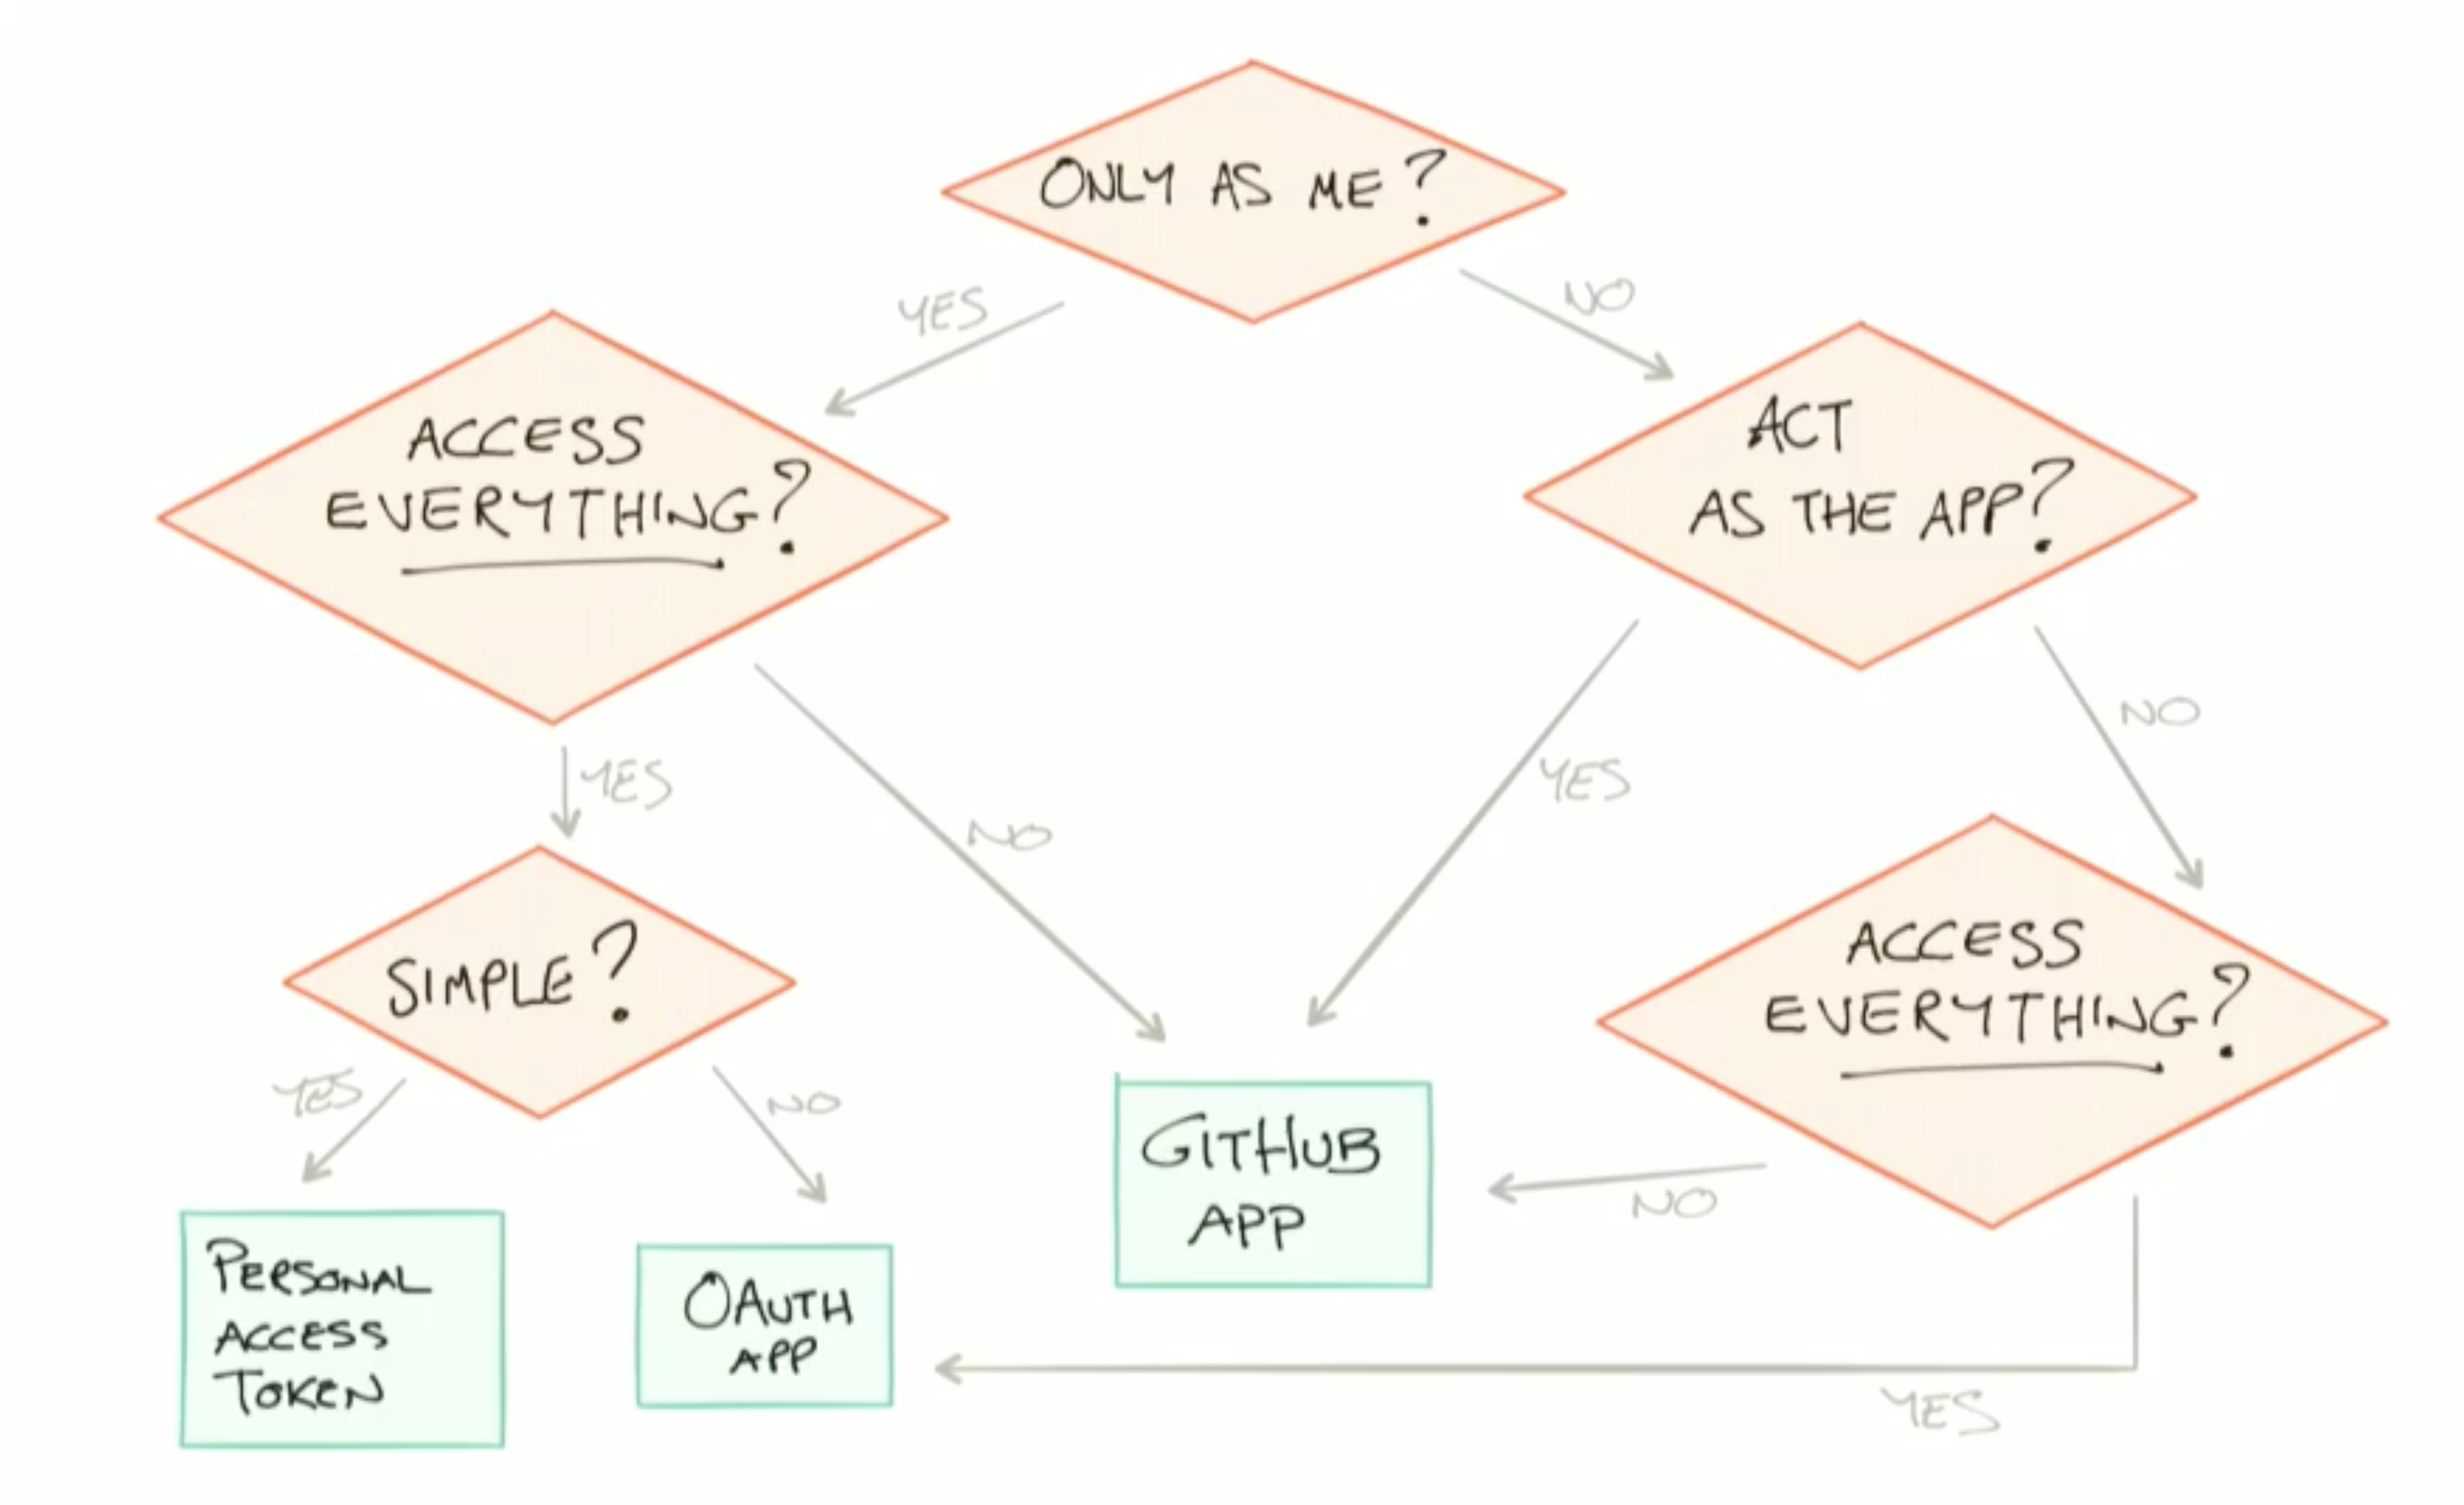 ONLY AS ME?
YES
NO
ACCESS
EVERYTHING?
ACT
AS THE APP?
YES
NO
YES
NO
SIMPLE?
ACCESS
EVERYTHING?
YES
NO
GITHUB
APP
NO
PERSONAL
ACCESS
TOKEN
OAUTH
APP
YES